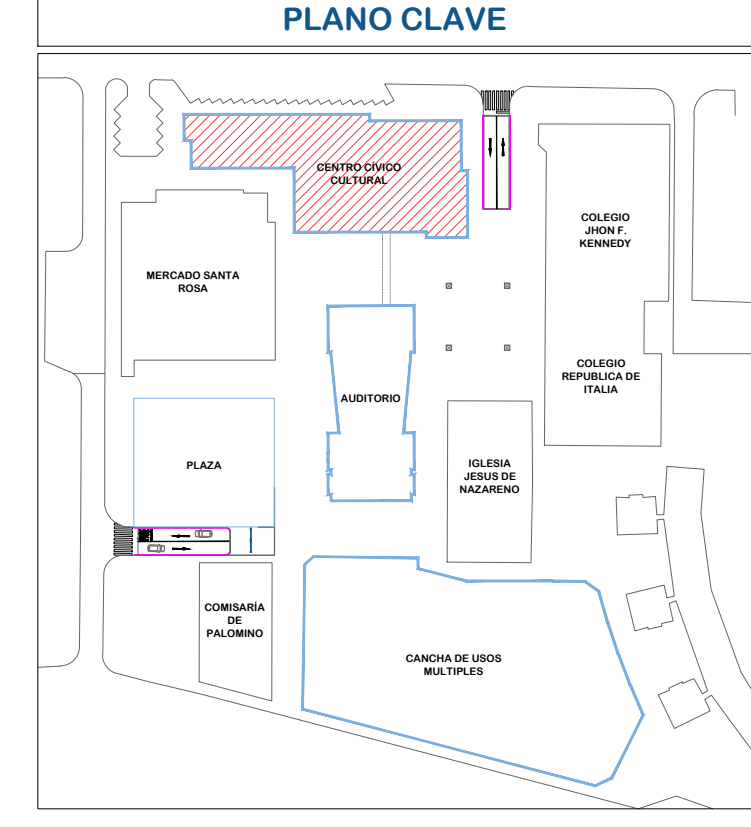 PLANO CLAVE
CENTRO CÍVICO
CULTURAL
COLEGIO
JHON F.
KENNEDY
MERCADO SANTA
ROSA
COLEGIO
REPUBLICA DE
ITALIA
AUDITORIO
PLAZA
IGLESIA
JESUS DE
NAZARENO
COMISARÍA
DE
PALOMINO
CANCHA DE USOS
MULTIPLES